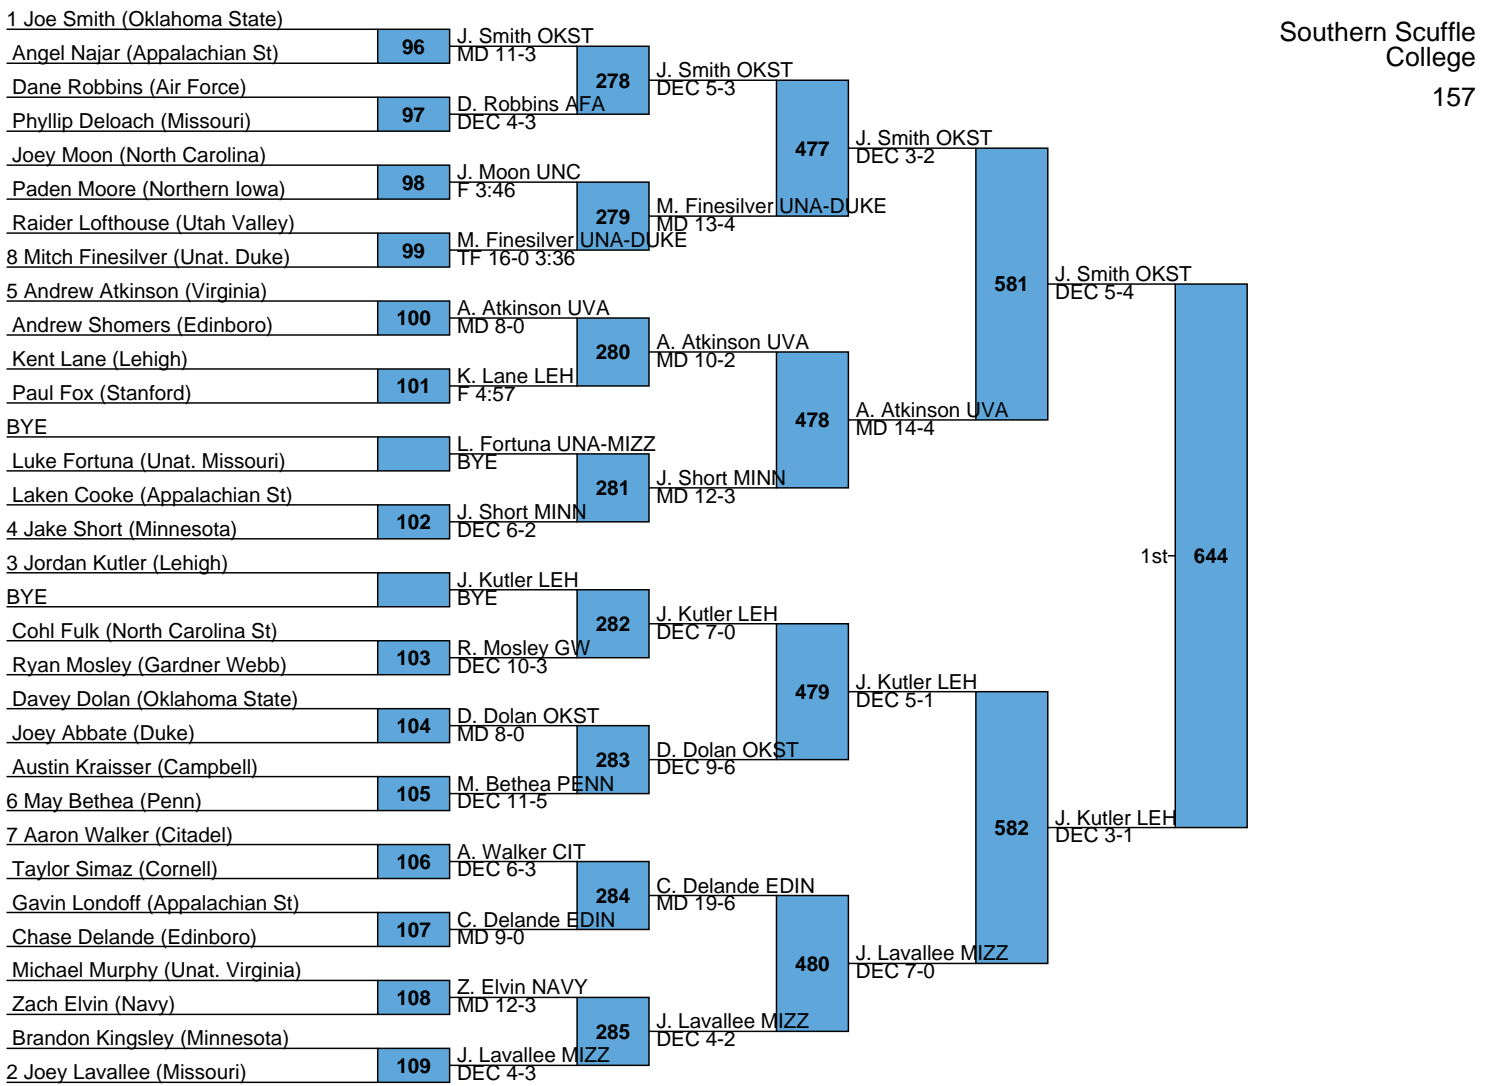 Southern Scuffle
College
157
1 Joe Smith (Oklahoma State)
Angel Najar (Appalachian St)
Dane Robbins (Air Force)
Phyllip Deloach (Missouri)
Joey Moon (North Carolina)
Paden Moore (Northern Iowa)
Raider Lofthouse (Utah Valley)
8 Mitch Finesilver (Unat. Duke)
5 Andrew Atkinson (Virginia)
Andrew Shomers (Edinboro)
Kent Lane (Lehigh)
Paul Fox (Stanford)
BYE
Luke Fortuna (Unat. Missouri)
Laken Cooke (Appalachian St)
4 Jake Short (Minnesota)
3 Jordan Kutler (Lehigh)
BYE
Cohl Fulk (North Carolina St)
Ryan Mosley (Gardner Webb)
Davey Dolan (Oklahoma State)
Joey Abbate (Duke)
Austin Kraisser (Campbell)
6 May Bethea (Penn)
7 Aaron Walker (Citadel)
Taylor Simaz (Cornell)
Gavin Londoff (Appalachian St)
Chase Delande (Edinboro)
Michael Murphy (Unat. Virginia)
Zach Elvin (Navy)
Brandon Kingsley (Minnesota)
2 Joey Lavallee (Missouri)
96
97
98
99
100
101
102
103
104
105
106
107
108
109
J. Smith OKST
MD 11-3
D. Robbins AFA
DEC 4-3
J. Moon UNC
F 3:46
M. Finesilver UNA-DUKE
TF 16-0 3:36
A. Atkinson UVA
MD 8-0
K. Lane LEH
F 4:57
L. Fortuna UNA-MIZZ
BYE
J. Short MINN
DEC 6-2
J. Kutler LEH
BYE
R. Mosley GW
DEC 10-3
D. Dolan OKST
MD 8-0
M. Bethea PENN
DEC 11-5
A. Walker CIT
DEC 6-3
C. Delande EDIN
MD 9-0
Z. Elvin NAVY
MD 12-3
J. Lavallee MIZZ
DEC 4-3
278
279
280
281
282
283
284
285
J. Smith OKST
DEC 5-3
M. Finesilver UNA-DUKE
MD 13-4
A. Atkinson UVA
MD 10-2
J. Short MINN
MD 12-3
J. Kutler LEH
DEC 7-0
D. Dolan OKST
DEC 9-6
C. Delande EDIN
MD 19-6
J. Lavallee MIZZ
DEC 4-2
477
478
479
480
J. Smith OKST
DEC 3-2
A. Atkinson UVA
MD 14-4
J. Kutler LEH
DEC 5-1
J. Lavallee MIZZ
DEC 7-0
581
582
J. Smith OKST
DEC 5-4
J. Kutler LEH
DEC 3-1
1st
644